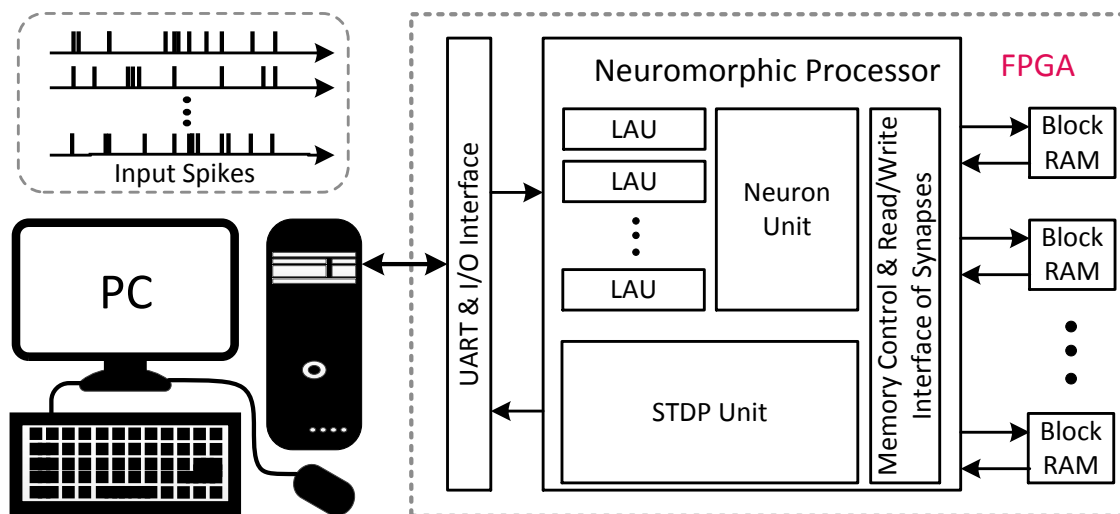 Input Spikes
PC
UART & I/O Interface
Neuromorphic Processor
FPGA
LAU
LAU
LAU
Neuron
Unit
STDP Unit
Memory Control & Read/Write
Interface of Synapses
Block
RAM
Block
RAM
Block
RAM